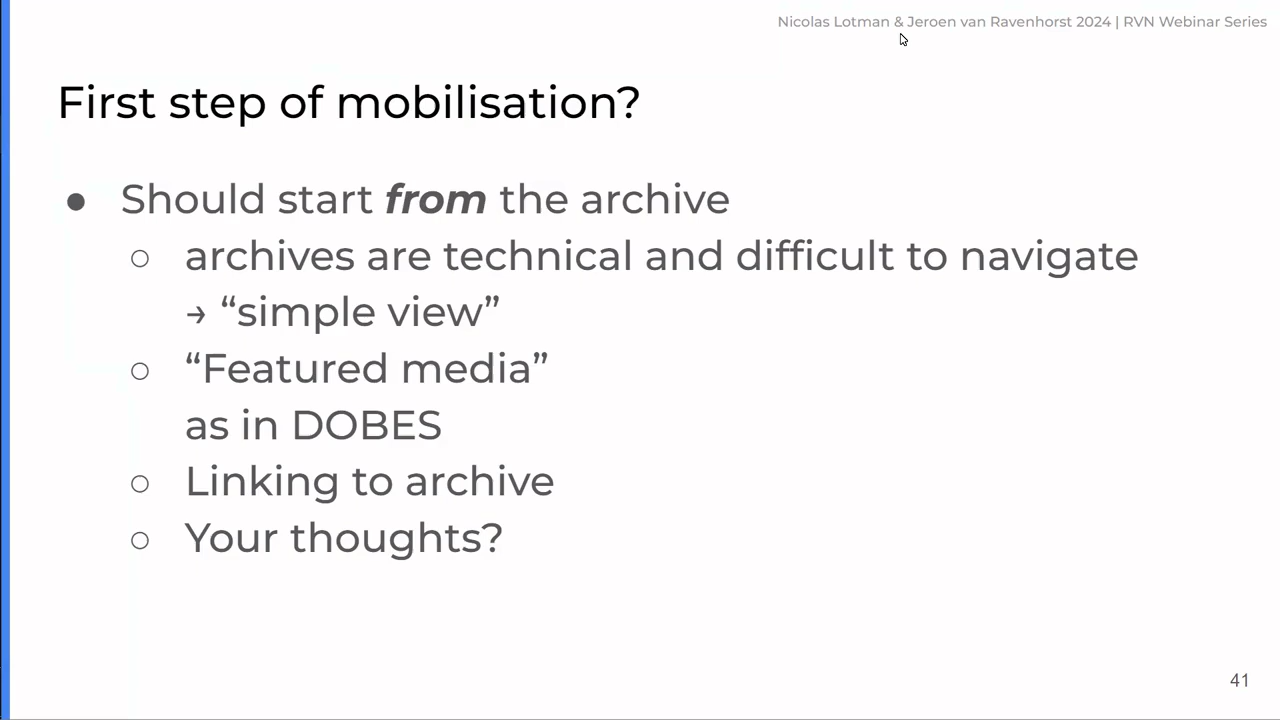 Nicolas Lotman & Jeroen van Ravenhorst 2024 | RVN Webinar Series
First step of mobilisation?
● Should start from the archive
○ archives are technical and difficult to navigate
→ “simple view”
○ “Featured media”
as in DOBES
○ Linking to archive
○ Your thoughts?
41